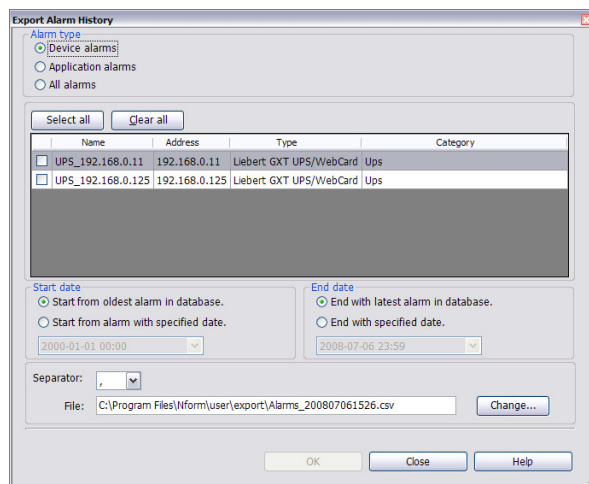 Export Alarm History
Alarm type
Device alarms
Application alarms
All alarms
Select all Clear all
Name Address Type Category
UPS_192.168.0.11 192.168.0.11 Liebert GXT UPS/WebCard Ups
UPS_192.168.0.125 192.168.0.125 Liebert GXT UPS/WebCard Ups
Start date End date
Start from oldest alarm in database. End with latest alarm in database.
Start from alarm with specified date. End with specified date.
2000-01-01 00:00 2008-07-06 23:59
Separator: ,
File: C:\Program Files\Nform\user\export\Alarms_200807061526.csv Change...
OK Close Help